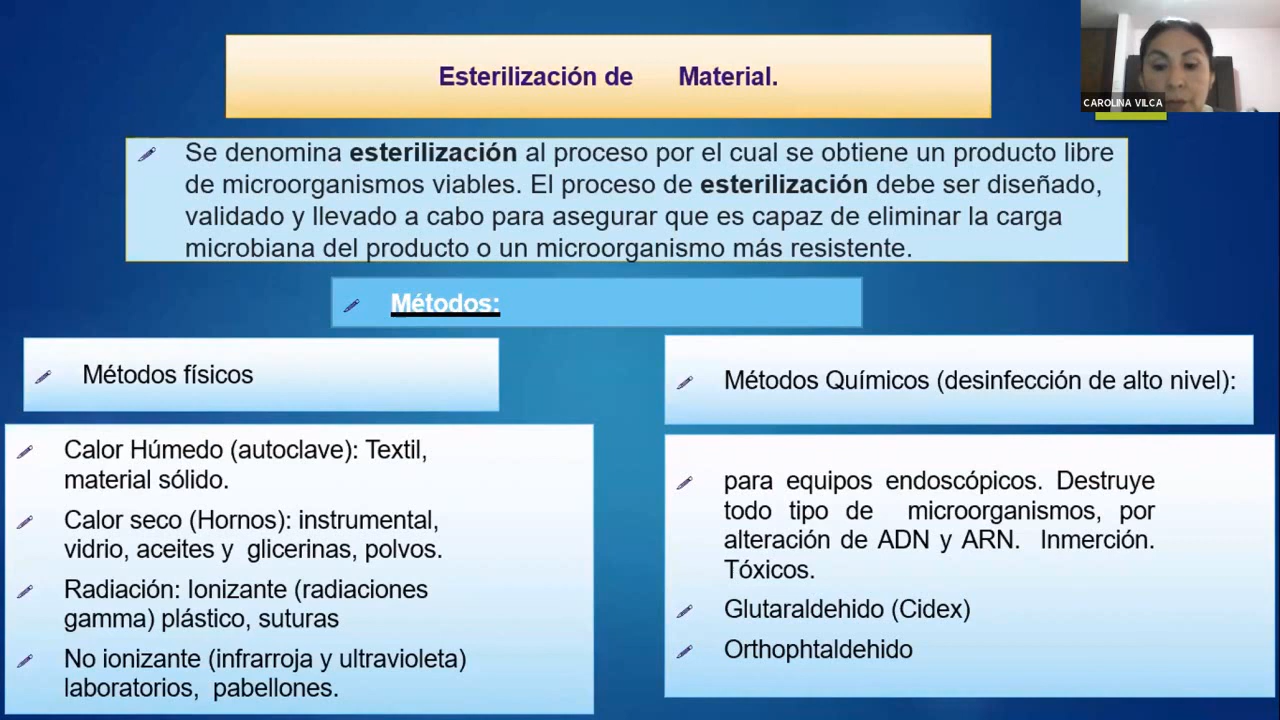 Esterilización de Material.
CAROLINA VILCA
Se denomina esterilización al proceso por el cual se obtiene un producto libre
de microorganismos viables. El proceso de esterilización debe ser diseñado,
validado y llevado a cabo para asegurar que es capaz de eliminar la carga
microbiana del producto o un microorganismo más resistente.
Métodos:
Métodos físicos
Calor Húmedo (autoclave): Textil,
material sólido.
Calor seco (Hornos): instrumental,
vidrio, aceites y glicerinas, polvos.
Radiación: Ionizante (radiaciones
gamma) plástico, suturas
No ionizante (infrarroja y ultravioleta)
laboratorios, pabellones.
Métodos Químicos (desinfección de alto nivel):
para equipos endoscópicos. Destruye
todo tipo de microorganismos, por
alteración de ADN y ARN. Inmerción.
Tóxicos.
Glutaraldehido (Cidex)
Orthophtaldehido